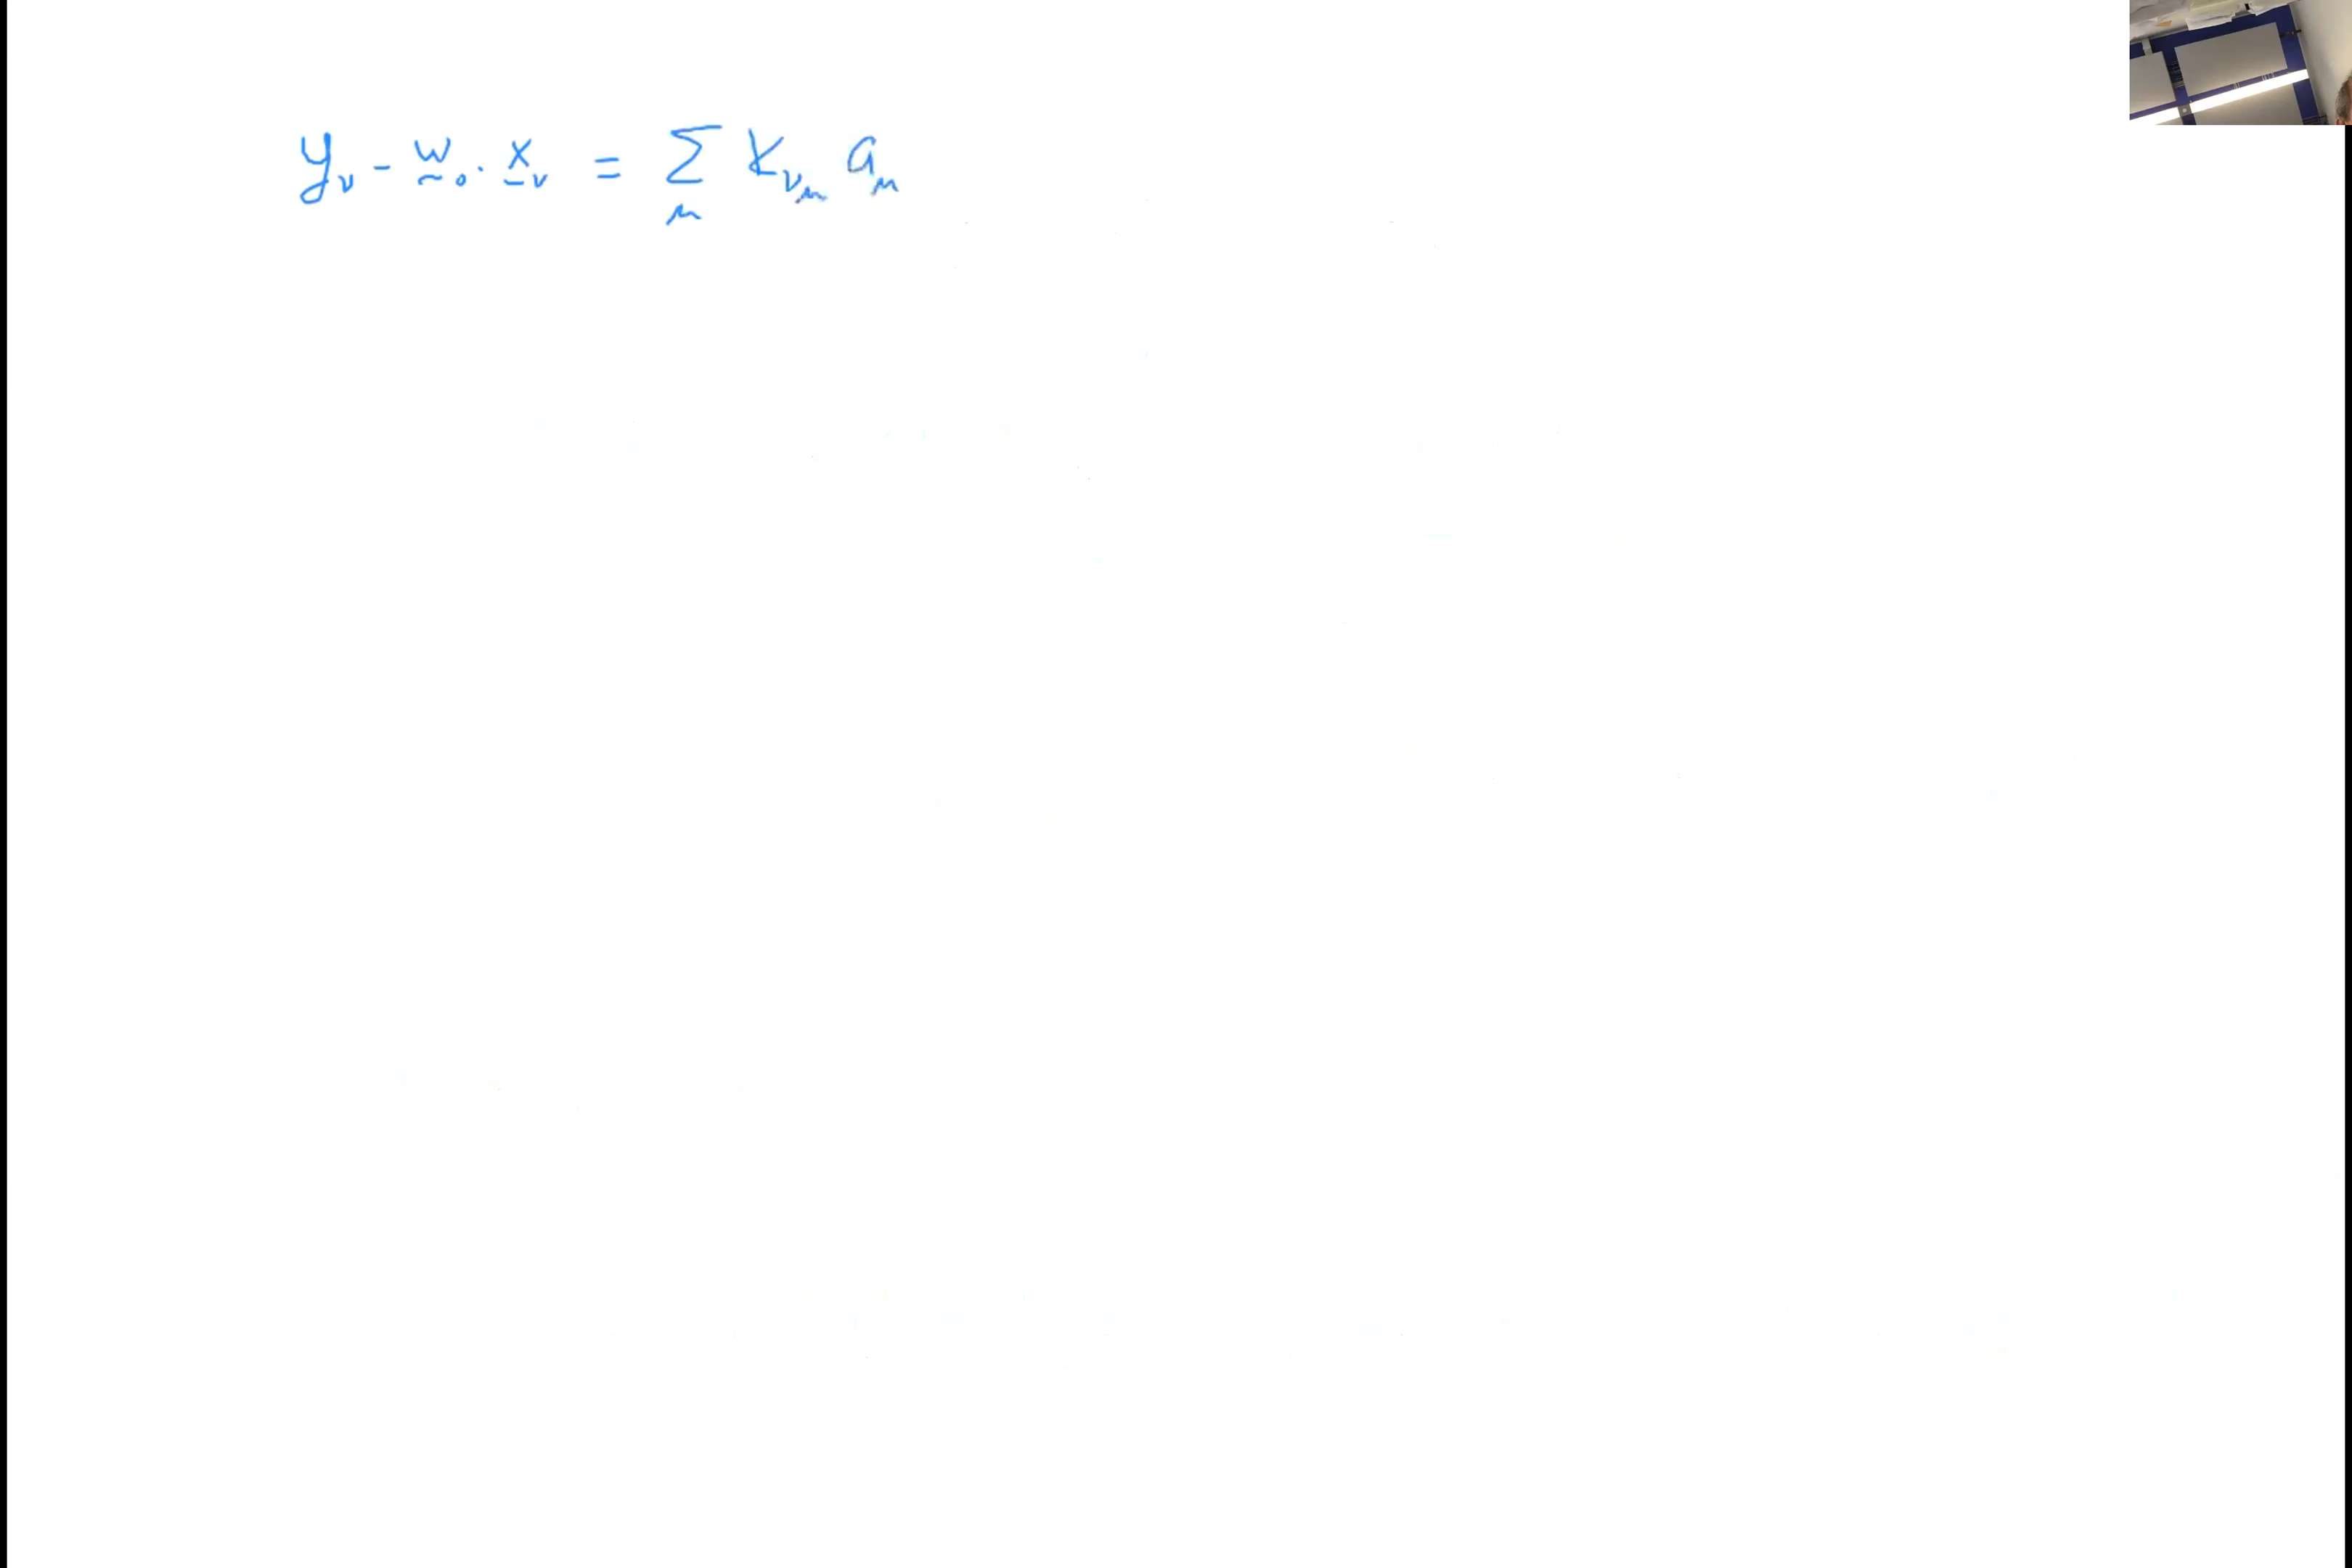 y_ν - w_0 · x_ν = Σ_μ K_νμ a_μ